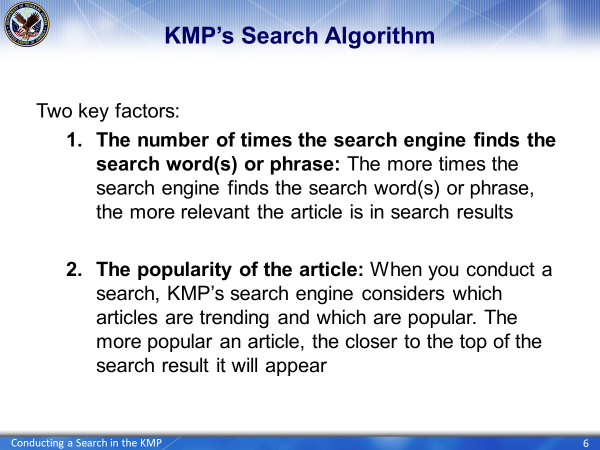 KMP’s Search Algorithm
Two key factors:
1. The number of times the search engine finds the
search word(s) or phrase: The more times the
search engine finds the search word(s) or phrase,
the more relevant the article is in search results
2. The popularity of the article: When you conduct a
search, KMP’s search engine considers which
articles are trending and which are popular. The
more popular an article, the closer to the top of the
search result it will appear
Conducting a Search in the KMP
6